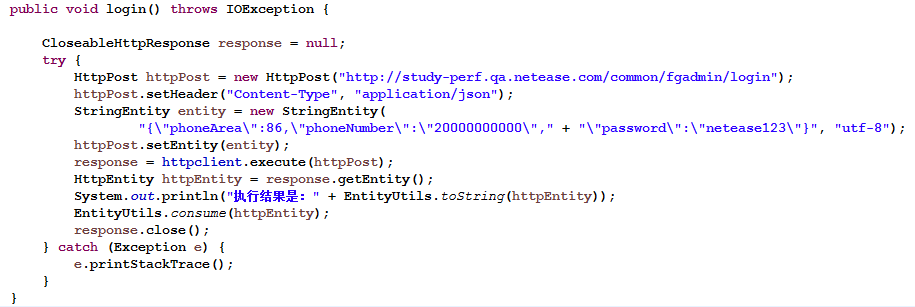 public void login() throws IOException {
CloseableHttpResponse response = null;
try {
HttpPost httpPost = new HttpPost("http://study-perf.qa.netease.com/common/fgadmin/login");
httpPost.setHeader("Content-Type", "application/json");
StringEntity entity = new StringEntity(
"{\"phoneArea\":86,\"phoneNumber\":\"20000000000\"," + "\"password\":\"netease123\"}", "utf-8");
httpPost.setEntity(entity);
response = httpclient.execute(httpPost);
HttpEntity httpEntity = response.getEntity();
System.out.println("执行结果是：" + EntityUtils.toString(httpEntity));
EntityUtils.consume(httpEntity);
response.close();
} catch (Exception e) {
e.printStackTrace();
}
}